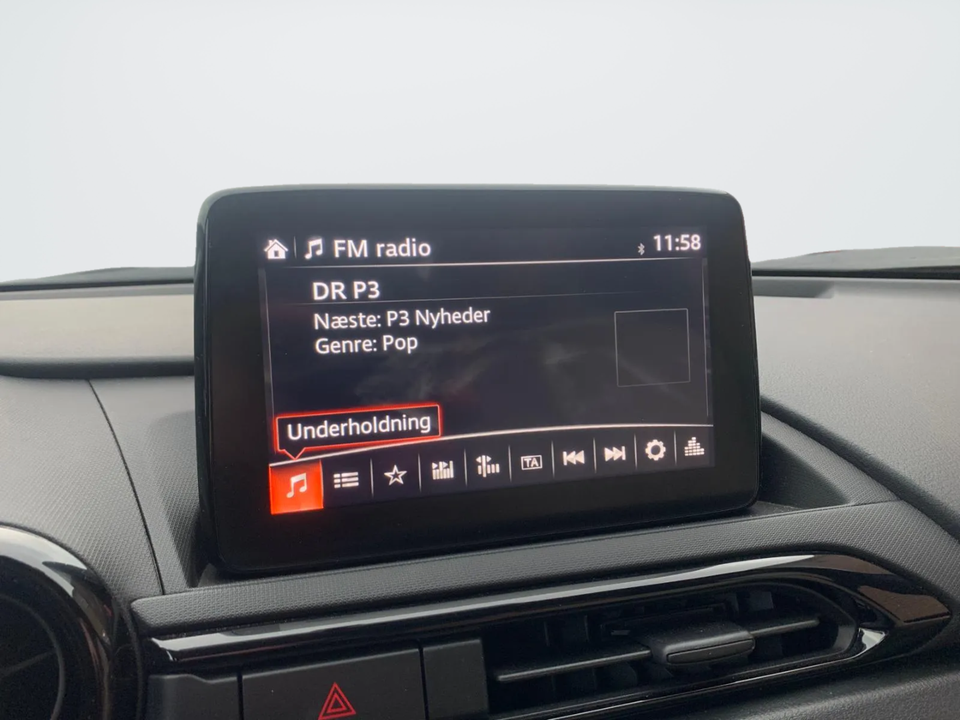 FM radio
11:58
DR P3
Næste: P3 Nyheder
Genre: Pop
Underholdning
TA